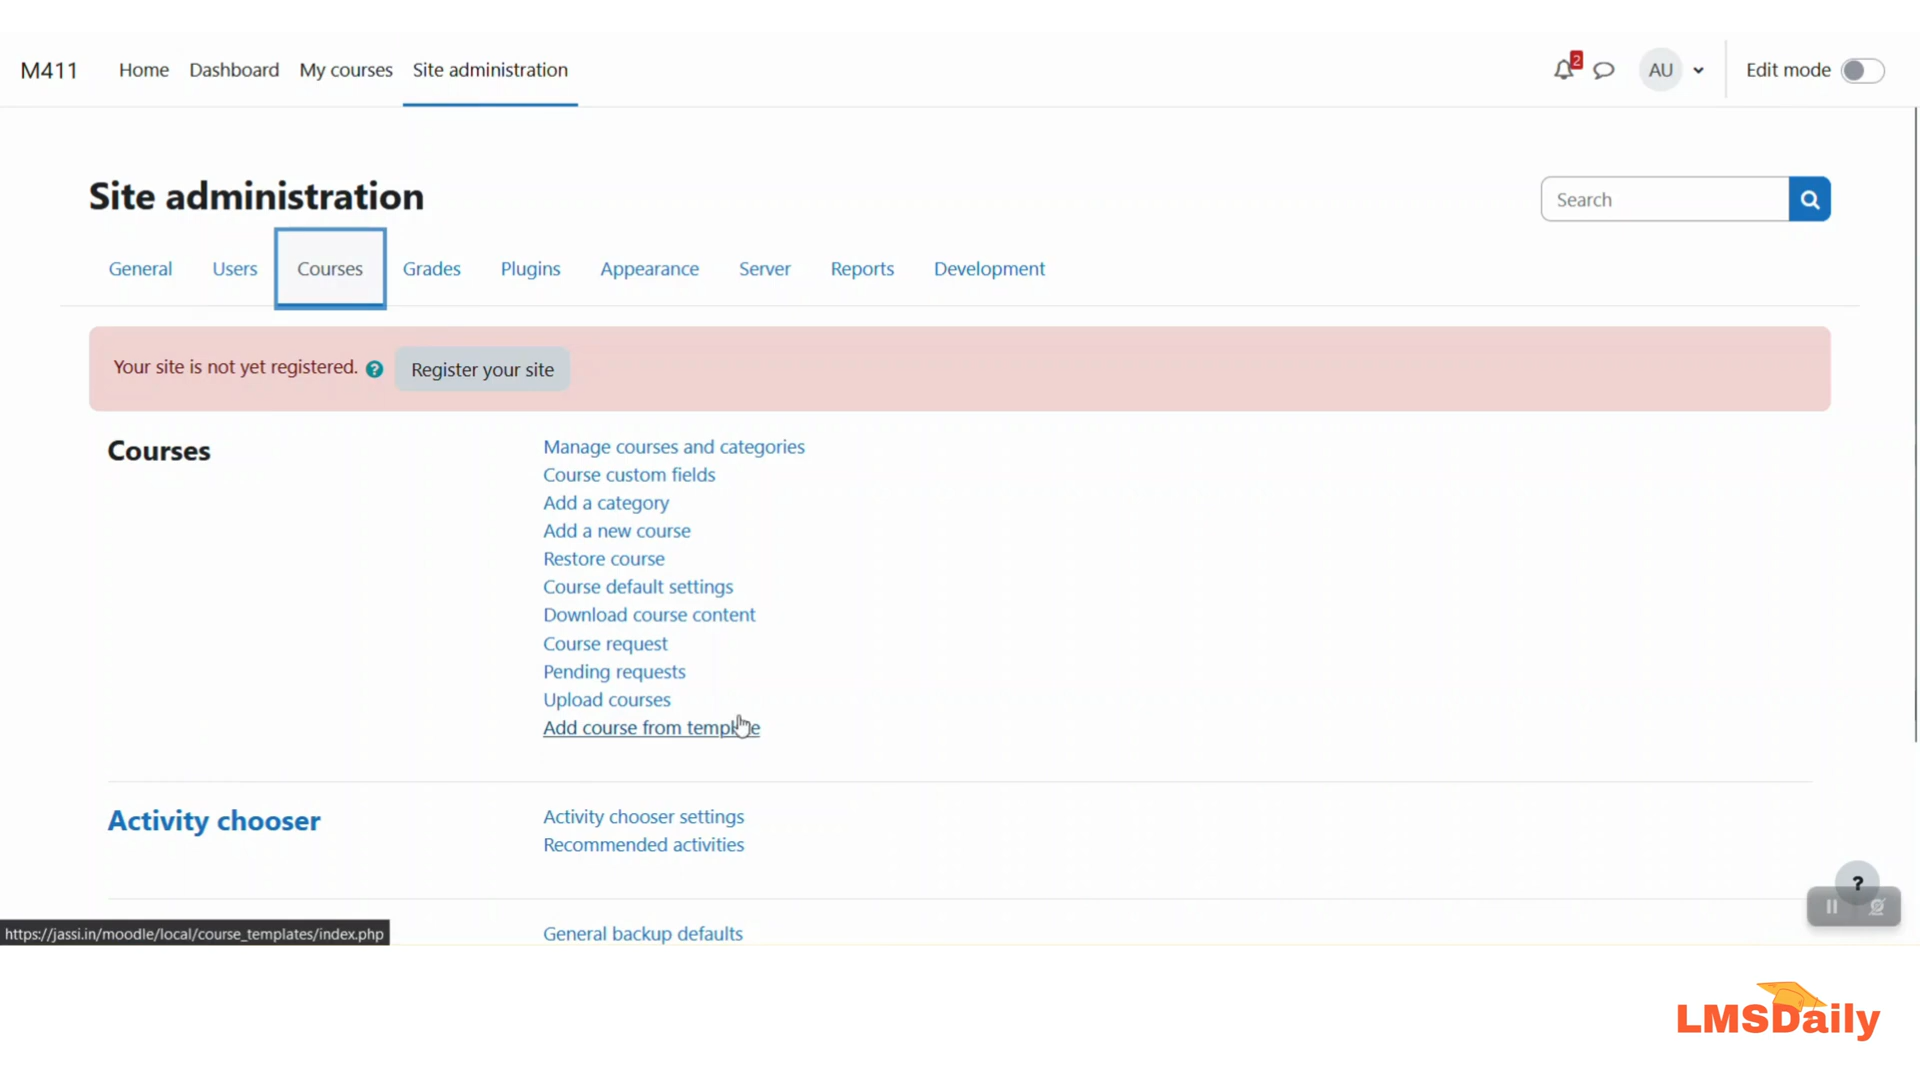 M411 Home Dashboard My courses Site administration 2 AU Edit mode
Site administration
Search
General Users Courses Grades Plugins Appearance Server Reports Development
Your site is not yet registered. ? Register your site
Courses
Manage courses and categories
Course custom fields
Add a category
Add a new course
Restore course
Course default settings
Download course content
Course request
Pending requests
Upload courses
Add course from template
Activity chooser
Activity chooser settings
Recommended activities
?
https://jassi.in/moodle/local/course_templates/index.php
General backup defaults
LMSDaily